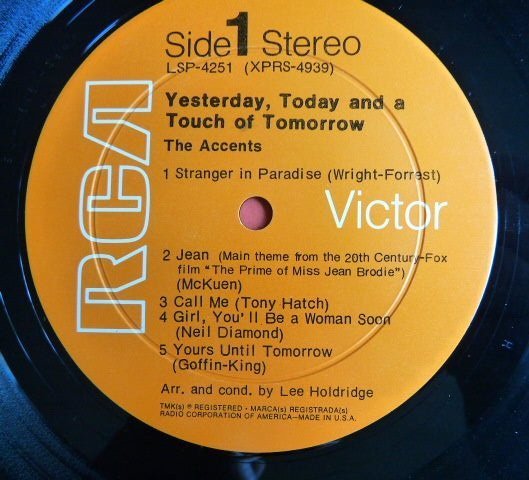 Side 1 Stereo
LSP-4251 (XPRS-4939)
Yesterday, Today and a
Touch of Tomorrow
The Accents
1 Stranger in Paradise (Wright-Forrest)
RCA
Victor
2 Jean (Main theme from the 20th Century-Fox
film "The Prime of Miss Jean Brodie")
(McKuen)
3 Call Me (Tony Hatch)
4 Girl, You'll Be a Woman Soon
(Neil Diamond)
5 Yours Until Tomorrow
(Goffin-King)
Arr. and cond. by Lee Holdridge
TMK(s) ® REGISTERED • MARCA(s) REGISTRADA(s)
RADIO CORPORATION OF AMERICA—MADE IN U.S.A.